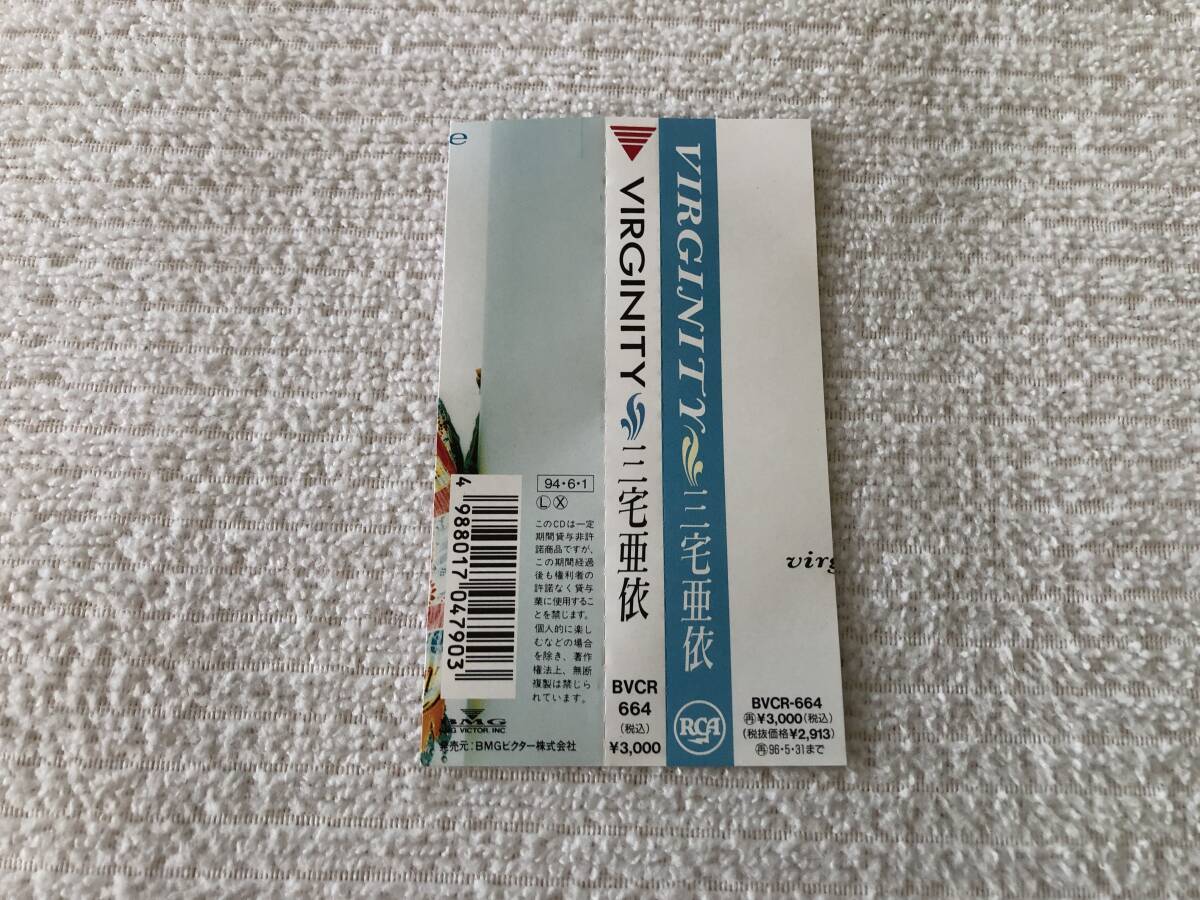 e
94・6・1
Ⓛ Ⓧ
このCDは一定
期間貸与非許
諾商品ですが、
この期間経過
後も権利者の
許諾なく貸与
業に使用するこ
とを禁じます。
個人的に楽し
むなどの場合
を除き、著作
権法上、無断
複製は禁じら
れています。
4 988017 047903
BMG
BMG VICTOR, INC
発売元:BMGビクター株式会社
VIRGINITY 三宅亜依
BVCR
664
(税込)
¥3,000
VIRGINITY 三宅亜依
RCA
virg
BVCR-664
㊢¥3,000(税込)
(税抜価格¥2,913)
㊢96・5・31まで